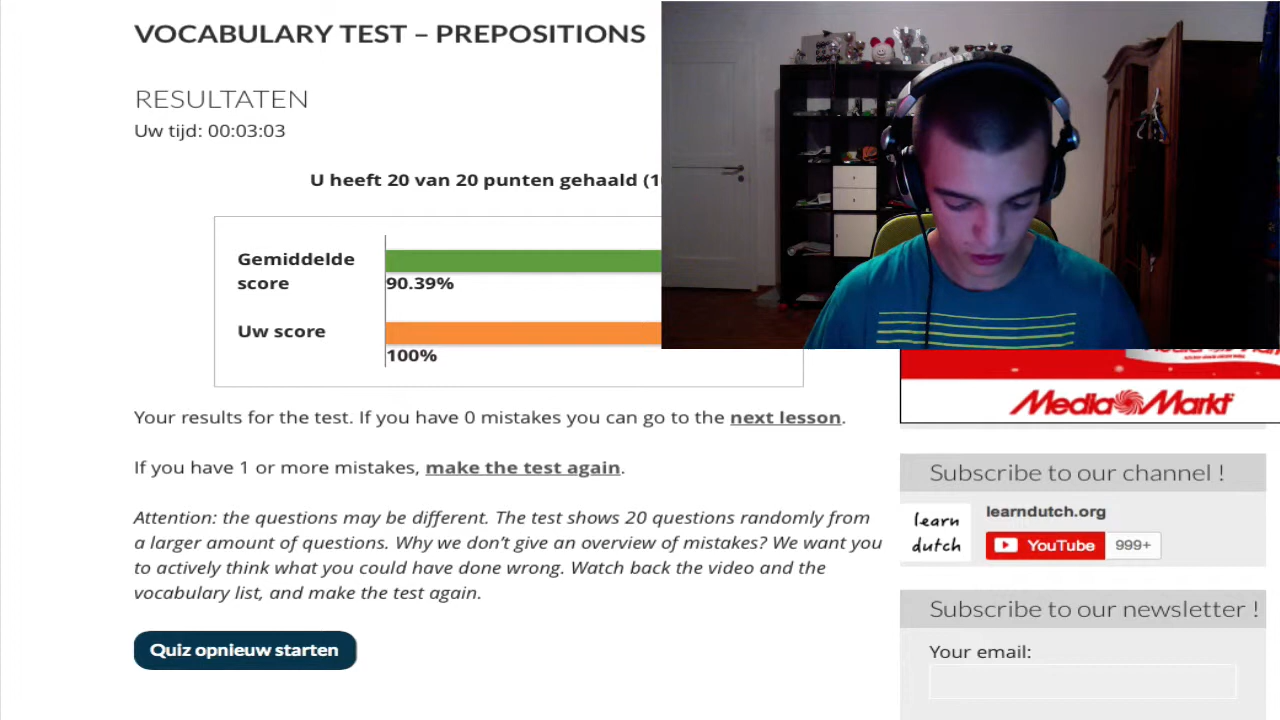 VOCABULARY TEST – PREPOSITIONS
RESULTATEN
Uw tijd: 00:03:03
U heeft 20 van 20 punten gehaald (1
Gemiddelde
score
90.39%
Uw score
100%
Your results for the test. If you have 0 mistakes you can go to the next lesson.
If you have 1 or more mistakes, make the test again.
Attention: the questions may be different. The test shows 20 questions randomly from
a larger amount of questions. Why we don’t give an overview of mistakes? We want you
to actively think what you could have done wrong. Watch back the video and the
vocabulary list, and make the test again.
Quiz opnieuw starten
Media Markt
Subscribe to our channel !
learn
dutch
learndutch.org
YouTube 999+
Subscribe to our newsletter !
Your email: